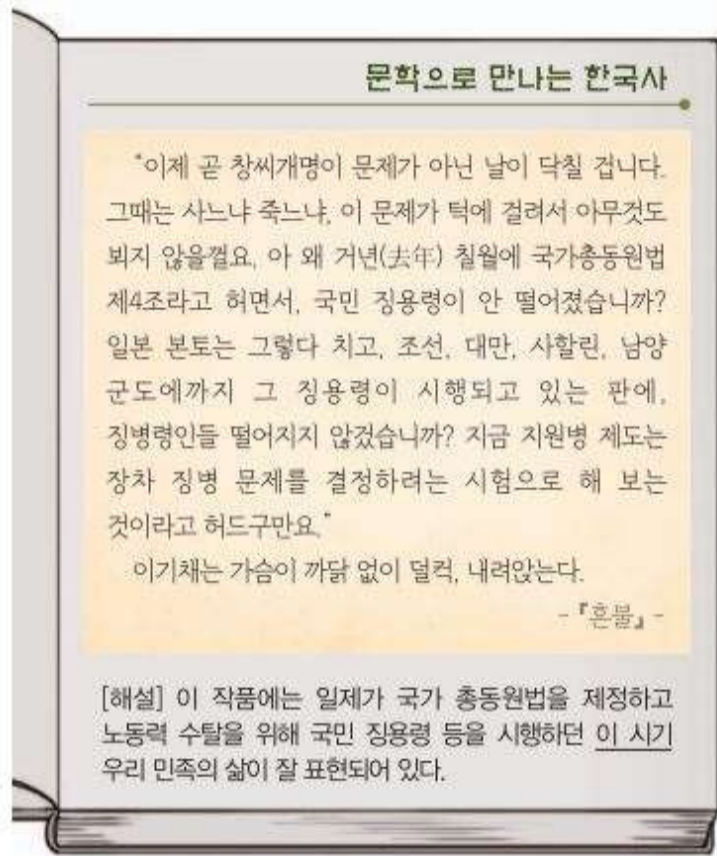 문학으로 만나는 한국사
"이제 곧 창씨개명이 문제가 아닌 날이 닥칠 겁니다.
그때는 사느냐 죽느냐, 이 문제가 턱에 걸려서 아무것도
뵈지 않을껄요. 아 왜 거년(去年) 칠월에 국가총동원법
제4조라고 허면서, 국민 징용령이 안 떨어졌습니까?
일본 본토는 그렇다 치고, 조선, 대만, 사할린, 남양
군도에까지 그 징용령이 시행되고 있는 판에,
징병령인들 떨어지지 않겄습니까? 지금 지원병 제도는
장차 징병 문제를 결정하려는 시험으로 해 보는
것이라고 허드구만요."
이기채는 가슴이 까닭 없이 덜컥, 내려앉는다.
- 『혼불』 -
[해설] 이 작품에는 일제가 국가 총동원법을 제정하고
노동력 수탈을 위해 국민 징용령 등을 시행하던 이 시기
우리 민족의 삶이 잘 표현되어 있다.